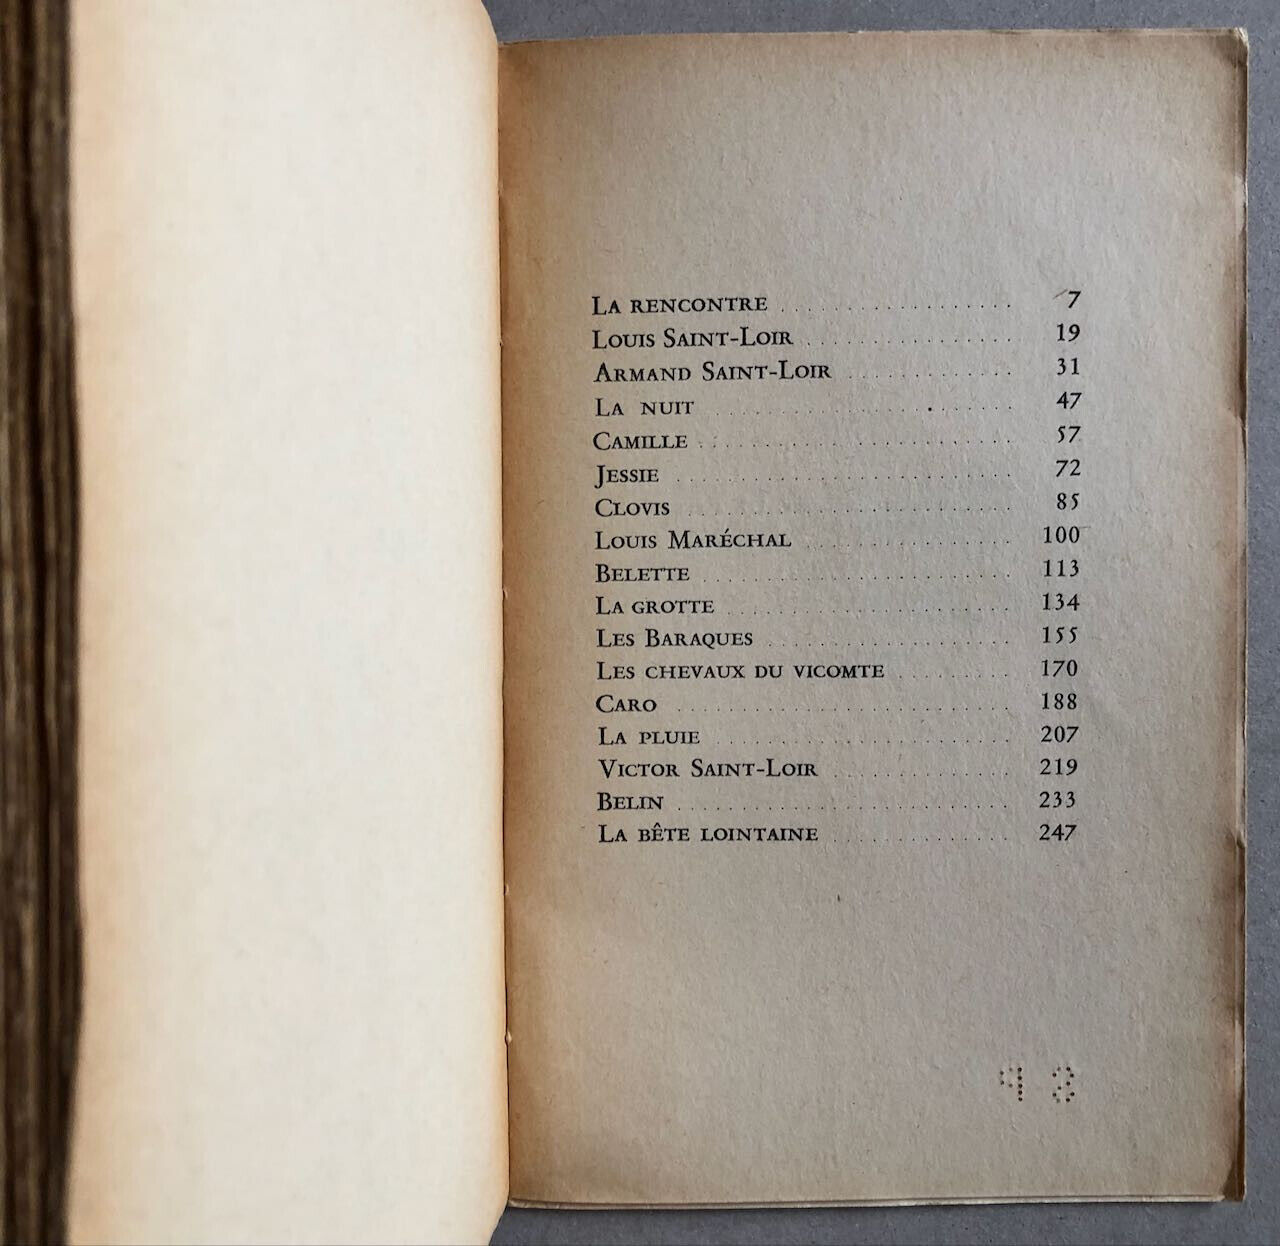 La rencontre . . . . . . . . . . . . . . . . . . 7
Louis Saint-Loir . . . . . . . . . . . . . . . . 19
Armand Saint-Loir . . . . . . . . . . . . . 31
La nuit . . . . . . . . . . . . . . . . . . . . . . . 47
Camille . . . . . . . . . . . . . . . . . . . . . . . . 57
Jessie . . . . . . . . . . . . . . . . . . . . . . . . . . 72
Clovis . . . . . . . . . . . . . . . . . . . . . . . . . 85
Louis Maréchal . . . . . . . . . . . . . . . . 100
Belette . . . . . . . . . . . . . . . . . . . . . . . . 113
La grotte . . . . . . . . . . . . . . . . . . . . . . 134
Les Baraques . . . . . . . . . . . . . . . . . . . 155
Les chevaux du vicomte . . . . . . . . . 170
Caro . . . . . . . . . . . . . . . . . . . . . . . . . . 188
La pluie . . . . . . . . . . . . . . . . . . . . . . . 207
Victor Saint-Loir . . . . . . . . . . . . . . 219
Belin . . . . . . . . . . . . . . . . . . . . . . . . . . 233
La bête lointaine . . . . . . . . . . . . . . 247